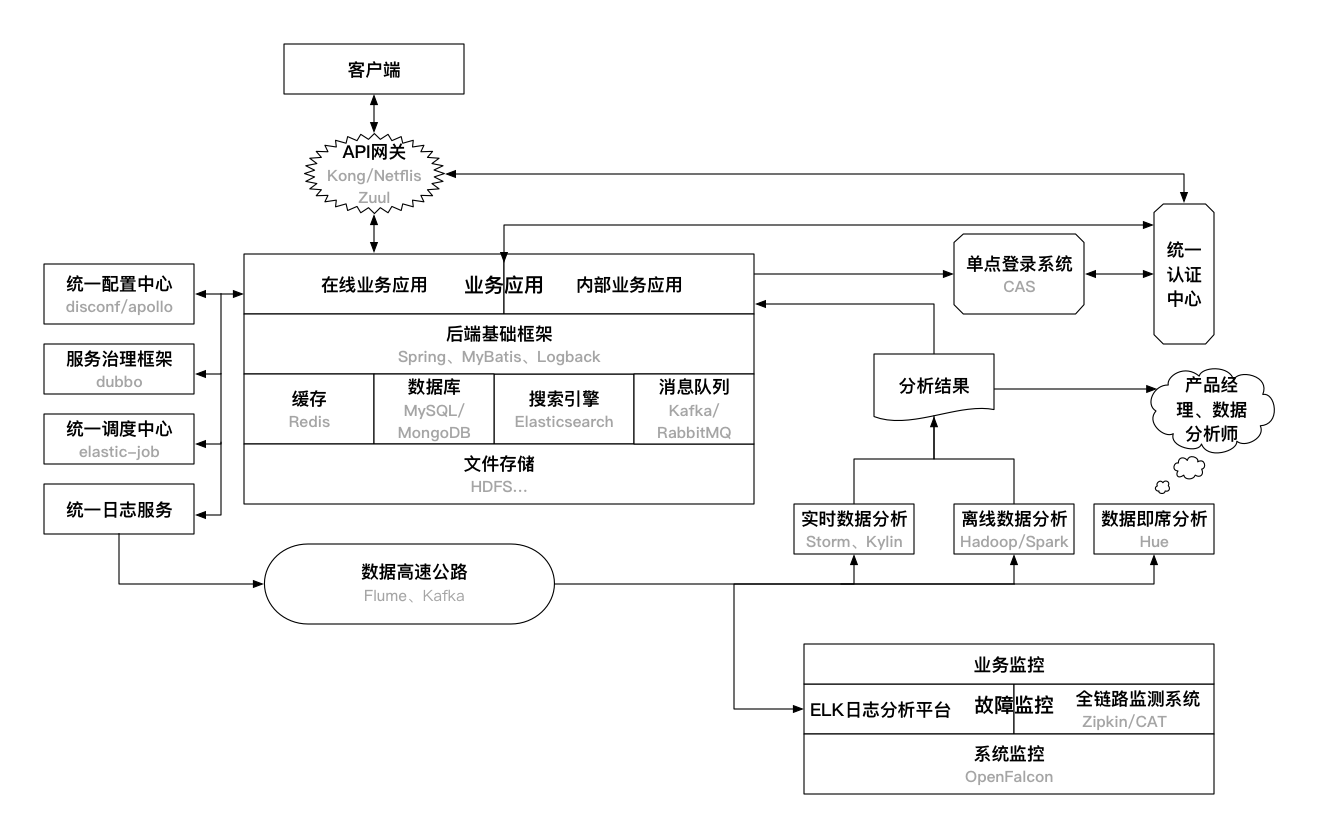 客户端
API网关
Kong/Netflis
Zuul
统一
认证
中心
单点登录系统
CAS
统一配置中心
disconf/apollo
服务治理框架
dubbo
统一调度中心
elastic-job
统一日志服务
在线业务应用
业务应用
内部业务应用
后端基础框架
Spring、MyBatis、Logback
缓存
Redis
数据库
MySQL/
MongoDB
搜索引擎
Elasticsearch
消息队列
Kafka/
RabbitMQ
文件存储
HDFS...
分析结果
产品经
理、数据
分析师
实时数据分析
Storm、Kylin
离线数据分析
Hadoop/Spark
数据即席分析
Hue
数据高速公路
Flume、Kafka
业务监控
ELK日志分析平台
故障监控
全链路监测系统
Zipkin/CAT
系统监控
OpenFalcon